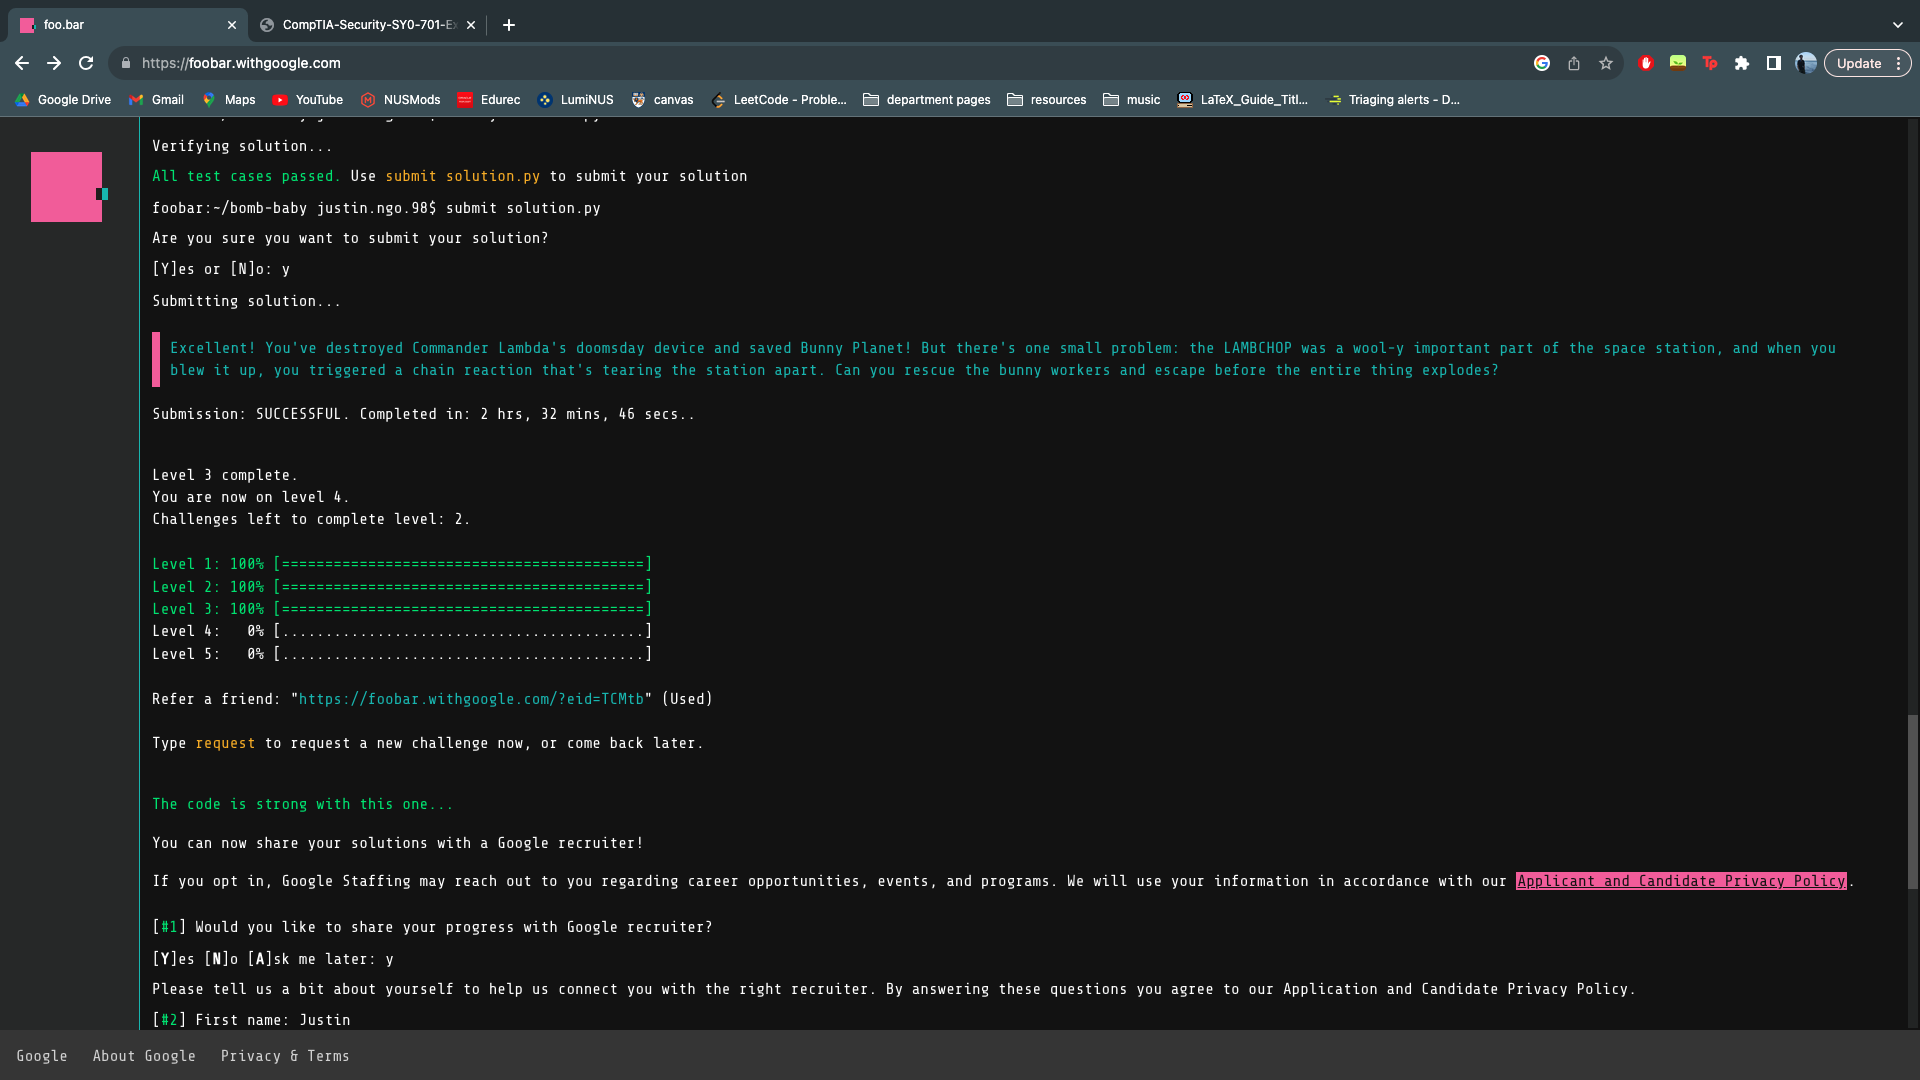 foo.bar
CompTIA-Security-SY0-701-Ex
https://foobar.withgoogle.com
Update
Google Drive Gmail Maps YouTube NUSMods Edurec LumiNUS canvas LeetCode - Proble... department pages resources music LaTeX_Guide_Titl... Triaging alerts - D...
Verifying solution...
All test cases passed. Use submit solution.py to submit your solution
foobar:~/bomb-baby justin.ngo.98$ submit solution.py
Are you sure you want to submit your solution?
[Y]es or [N]o: y
Submitting solution...
Excellent! You've destroyed Commander Lambda's doomsday device and saved Bunny Planet! But there's one small problem: the LAMBCHOP was a wool-y important part of the space station, and when you
blew it up, you triggered a chain reaction that's tearing the station apart. Can you rescue the bunny workers and escape before the entire thing explodes?
Submission: SUCCESSFUL. Completed in: 2 hrs, 32 mins, 46 secs..
Level 3 complete.
You are now on level 4.
Challenges left to complete level: 2.
Level 1: 100% [==========================================]
Level 2: 100% [==========================================]
Level 3: 100% [==========================================]
Level 4:   0% [..........................................]
Level 5:   0% [..........................................]
Refer a friend: "https://foobar.withgoogle.com/?eid=TCMtb" (Used)
Type request to request a new challenge now, or come back later.
The code is strong with this one...
You can now share your solutions with a Google recruiter!
If you opt in, Google Staffing may reach out to you regarding career opportunities, events, and programs. We will use your information in accordance with our Applicant and Candidate Privacy Policy.
[#1] Would you like to share your progress with Google recruiter?
[Y]es [N]o [A]sk me later: y
Please tell us a bit about yourself to help us connect you with the right recruiter. By answering these questions you agree to our Application and Candidate Privacy Policy.
[#2] First name: Justin
Google About Google Privacy & Terms